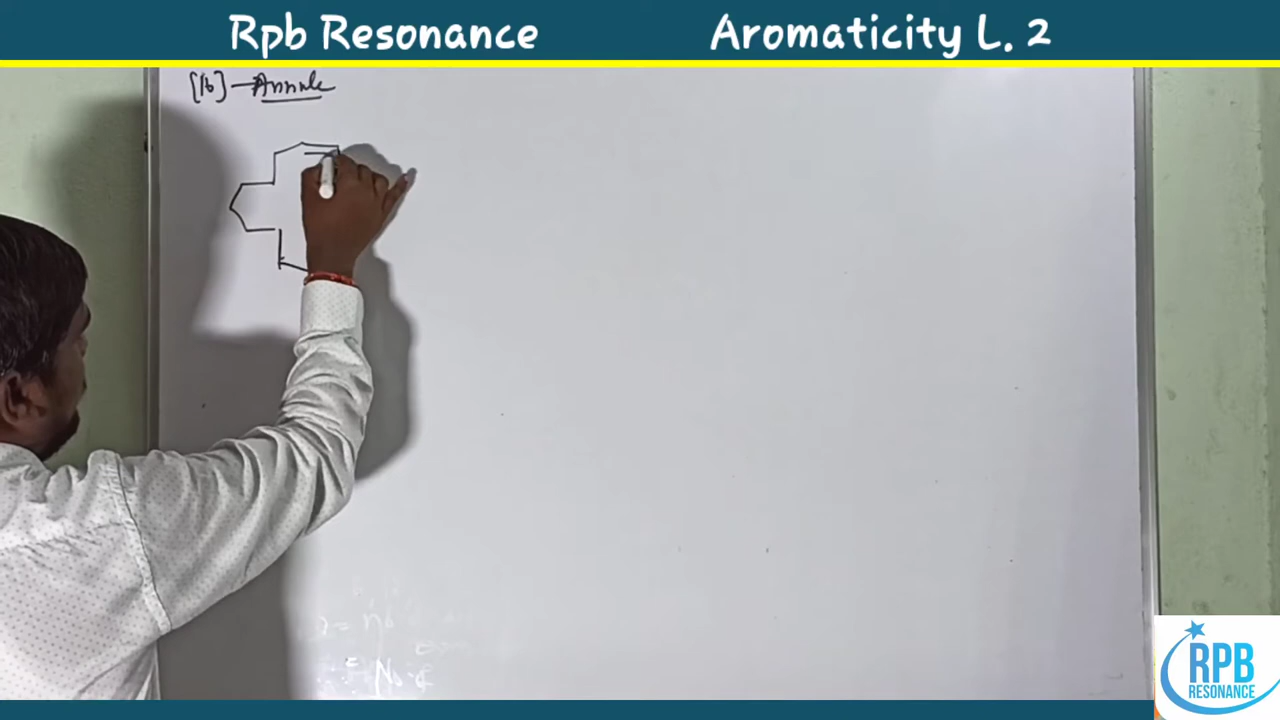 Rpb Resonance
Aromaticity L. 2
[16] - Annule
RPB
RESONANCE